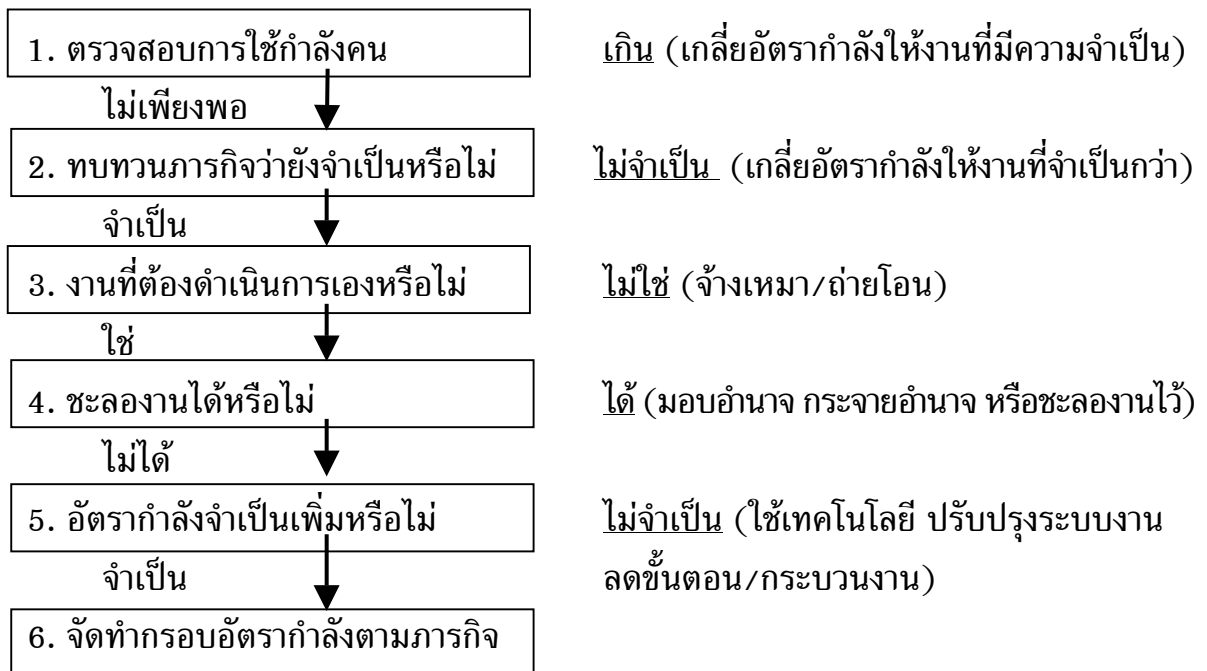 1. ตรวจสอบการใช้กำลังคน
เกิน (เกลี่ยอัตรากำลังให้งานที่มีความจำเป็น)
ไม่เพียงพอ
2. ทบทวนภารกิจว่ายังจำเป็นหรือไม่
ไม่จำเป็น (เกลี่ยอัตรากำลังให้งานที่จำเป็นกว่า)
จำเป็น
3. งานที่ต้องดำเนินการเองหรือไม่
ไม่ใช่ (จ้างเหมา/ถ่ายโอน)
ใช่
4. ชะลองานได้หรือไม่
ได้ (มอบอำนาจ กระจายอำนาจ หรือชะลองานไว้)
ไม่ได้
5. อัตรากำลังจำเป็นเพิ่มหรือไม่
ไม่จำเป็น (ใช้เทคโนโลยี ปรับปรุงระบบงาน
ลดขั้นตอน/กระบวนงาน)
จำเป็น
6. จัดทำกรอบอัตรากำลังตามภารกิจ